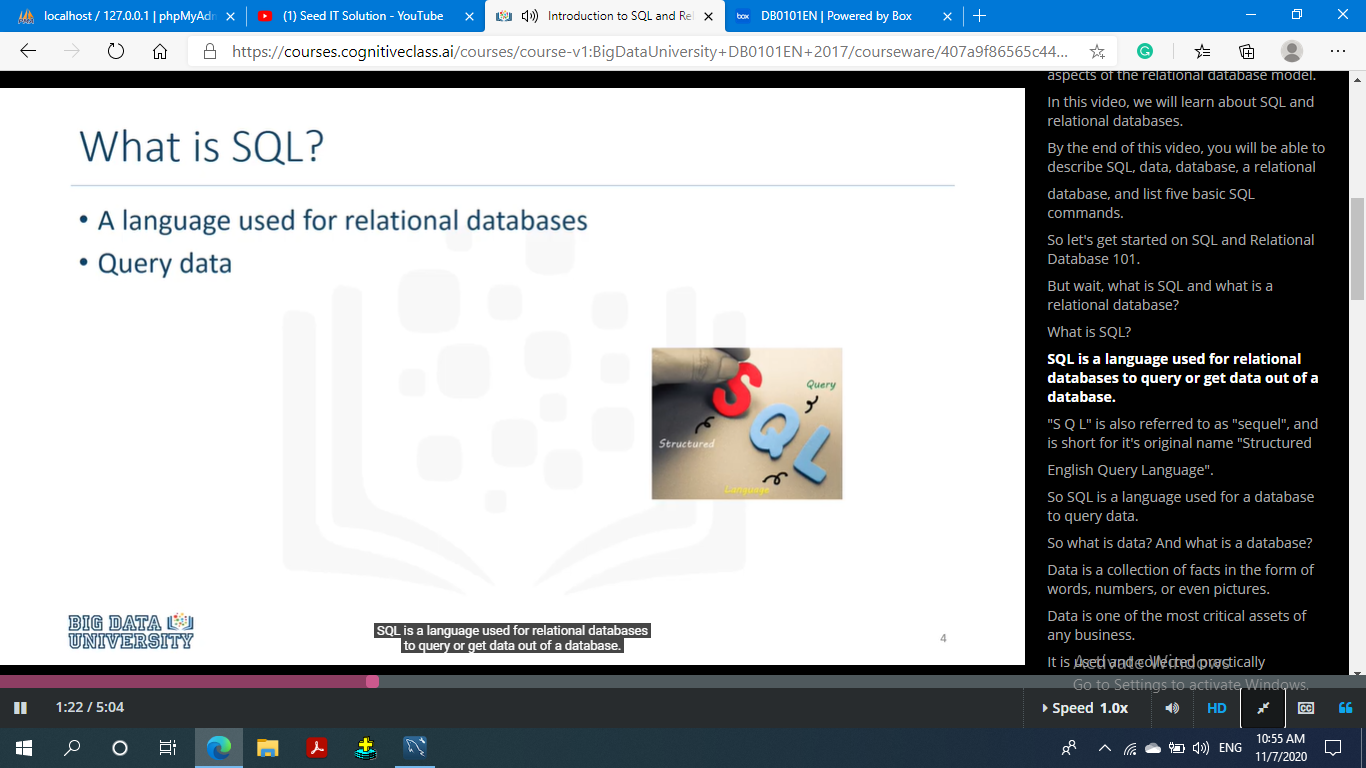 localhost / 127.0.0.1 | phpMyAdm
(1) Seed IT Solution - YouTube
Introduction to SQL and Rel
box
DB0101EN | Powered by Box
https://courses.cognitiveclass.ai/courses/course-v1:BigDataUniversity+DB0101EN+2017/courseware/407a9f86565c44...
What is SQL?
• A language used for relational databases
• Query data
Query
S
Q
L
Structured
Language
BIG DATA
UNIVERSITY
SQL is a language used for relational databases
to query or get data out of a database.
4
aspects of the relational database model.
In this video, we will learn about SQL and
relational databases.
By the end of this video, you will be able to
describe SQL, data, database, a relational
database, and list five basic SQL
commands.
So let's get started on SQL and Relational
Database 101.
But wait, what is SQL and what is a
relational database?
What is SQL?
SQL is a language used for relational
databases to query or get data out of a
database.
"S Q L" is also referred to as "sequel", and
is short for it's original name "Structured
English Query Language".
So SQL is a language used for a database
to query data.
So what is data? And what is a database?
Data is a collection of facts in the form of
words, numbers, or even pictures.
Data is one of the most critical assets of
any business.
It is used and collected practically
Activate Windows
Go to Settings to activate Windows.
1:22 / 5:04
Speed 1.0x
HD
CC
ENG
10:55 AM
11/7/2020